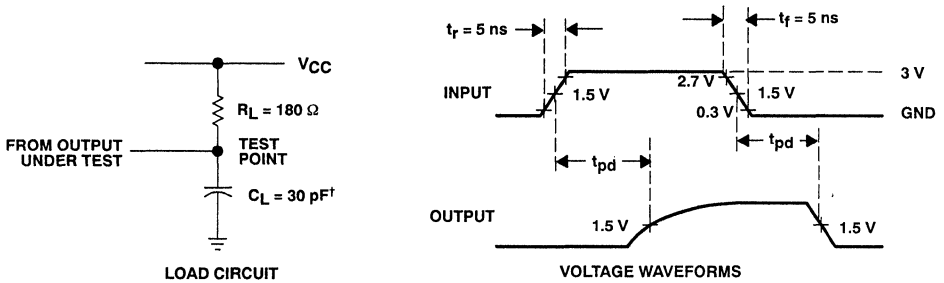 VCC
RL = 180 Ω
FROM OUTPUT
UNDER TEST
TEST
POINT
CL = 30 pF†
LOAD CIRCUIT
tr = 5 ns
tf = 5 ns
INPUT
1.5 V
2.7 V
0.3 V
1.5 V
3 V
GND
tpd
tpd
OUTPUT
1.5 V
1.5 V
VOLTAGE WAVEFORMS